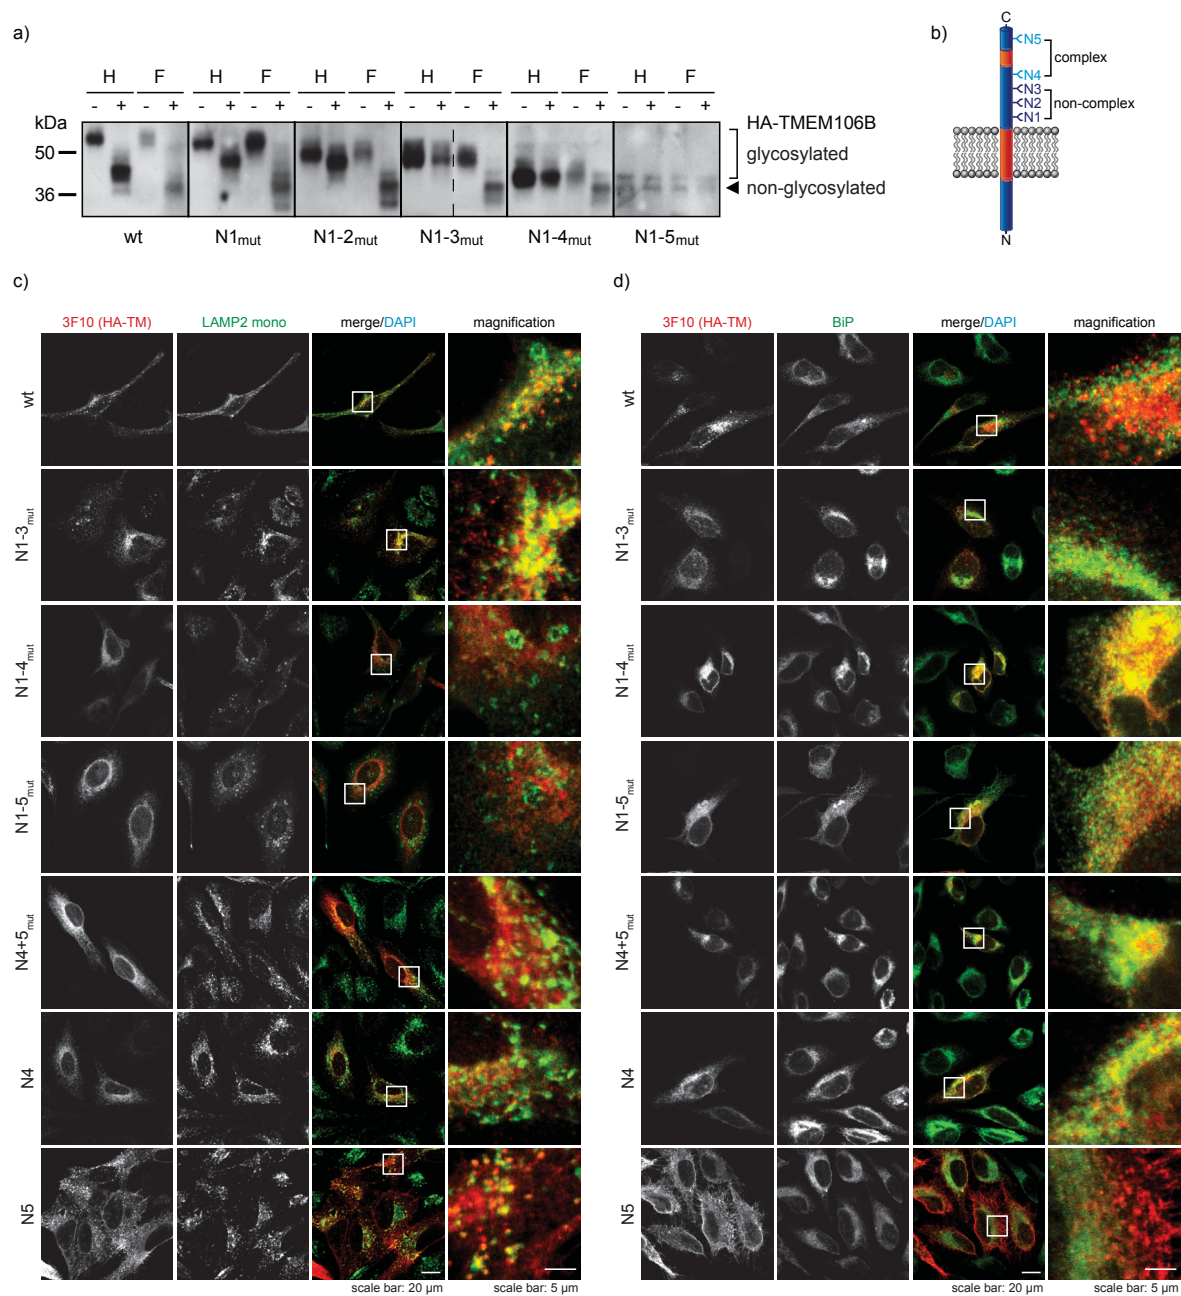 a)
H F H F H F H F H F H F
- + - + - + - + - + - + - + - + - + - + - + - +
kDa
50
36
HA-TMEM106B
glycosylated
non-glycosylated
wt N1mut N1-2mut N1-3mut N1-4mut N1-5mut
b)
C
N5
N4
complex
N3
N2
N1
non-complex
N
c)
3F10 (HA-TM) LAMP2 mono merge/DAPI magnification
wt
N1-3mut
N1-4mut
N1-5mut
N4+5mut
N4
N5
scale bar: 20 µm scale bar: 5 µm
d)
3F10 (HA-TM) BiP merge/DAPI magnification
wt
N1-3mut
N1-4mut
N1-5mut
N4+5mut
N4
N5
scale bar: 20 µm scale bar: 5 µm